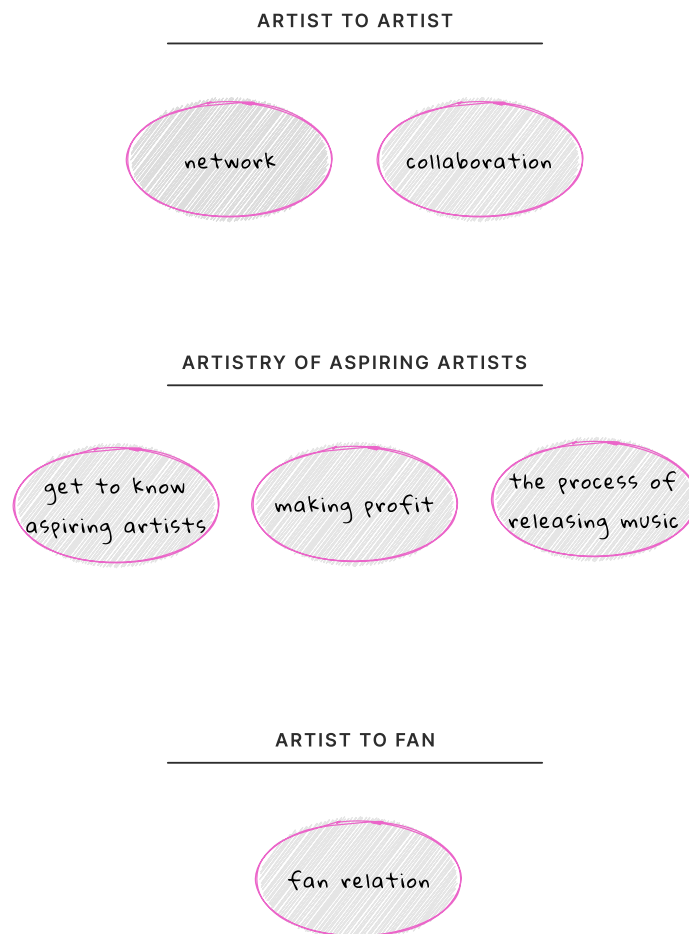 ARTIST TO ARTIST
network
collaboration
ARTISTRY OF ASPIRING ARTISTS
get to know
aspiring artists
making profit
the process of
releasing music
ARTIST TO FAN
fan relation